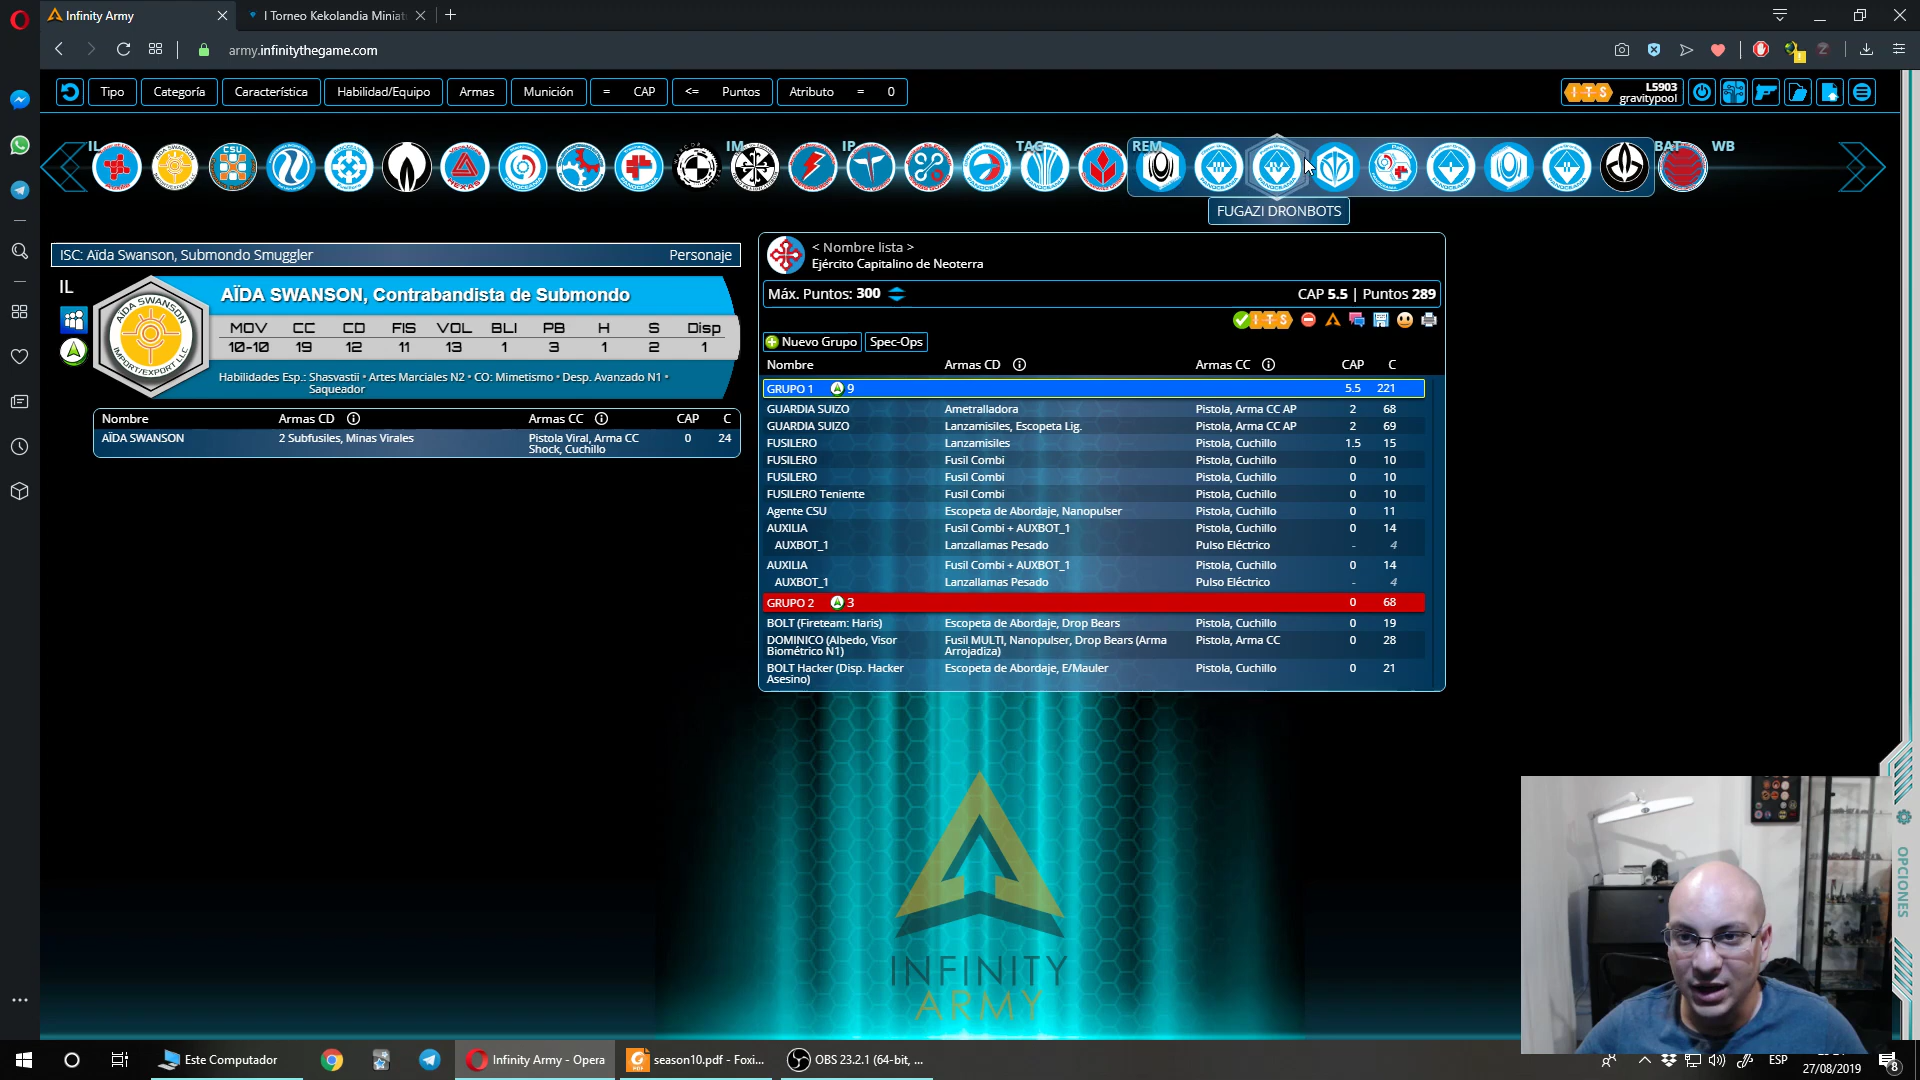 Infinity Army
I Torneo Kekolandia Miniat
army.infinitythegame.com
Tipo
Categoría
Característica
Habilidad/Equipo
Armas
Munición
= CAP
<= Puntos
Atributo = 0
ITS
L5903
gravitypool
IL
IM
IP
TAG
REM
BAT
WB
CSU
FUGAZI DRONBOTS
ISC: Aïda Swanson, Submondo Smuggler
Personaje
IL
AÏDA SWANSON
IMPORT/EXPORT LLC
AÏDA SWANSON, Contrabandista de Submondo
MOV CC CD FIS VOL BLI PB H S Disp
10-10 19 12 11 13 1 3 1 2 1
Habilidades Esp.: Shasvastii • Artes Marciales N2 • CO: Mimetismo • Desp. Avanzado N1 •
Saqueador
Nombre Armas CD Armas CC CAP C
AÏDA SWANSON 2 Subfusiles, Minas Virales Pistola Viral, Arma CC 0 24
Shock, Cuchillo
< Nombre lista >
Ejército Capitalino de Neoterra
Máx. Puntos: 300
CAP 5.5 | Puntos 289
ITS
Nuevo Grupo
Spec-Ops
Nombre Armas CD Armas CC CAP C
GRUPO 1 9 5.5 221
GUARDIA SUIZO Ametralladora Pistola, Arma CC AP 2 68
GUARDIA SUIZO Lanzamisiles, Escopeta Lig. Pistola, Arma CC AP 2 69
FUSILERO Lanzamisiles Pistola, Cuchillo 1.5 15
FUSILERO Fusil Combi Pistola, Cuchillo 0 10
FUSILERO Fusil Combi Pistola, Cuchillo 0 10
FUSILERO Teniente Fusil Combi Pistola, Cuchillo 0 10
Agente CSU Escopeta de Abordaje, Nanopulser Pistola, Cuchillo 0 11
AUXILIA Fusil Combi + AUXBOT_1 Pistola, Cuchillo 0 14
AUXBOT_1 Lanzallamas Pesado Pulso Eléctrico - 4
AUXILIA Fusil Combi + AUXBOT_1 Pistola, Cuchillo 0 14
AUXBOT_1 Lanzallamas Pesado Pulso Eléctrico - 4
GRUPO 2 3 0 68
BOLT (Fireteam: Haris) Escopeta de Abordaje, Drop Bears Pistola, Cuchillo 0 19
DOMINICO (Albedo, Visor Fusil MULTI, Nanopulser, Drop Bears (Arma Pistola, Arma CC 0 28
Biométrico N1) Arrojadiza)
BOLT Hacker (Disp. Hacker Escopeta de Abordaje, E/Mauler Pistola, Cuchillo 0 21
Asesino)
INFINITY
ARMY
OPCIONES
Este Computador
Infinity Army - Opera
season10.pdf - Foxi...
OBS 23.2.1 (64-bit, ...
ESP
27/08/2019
8